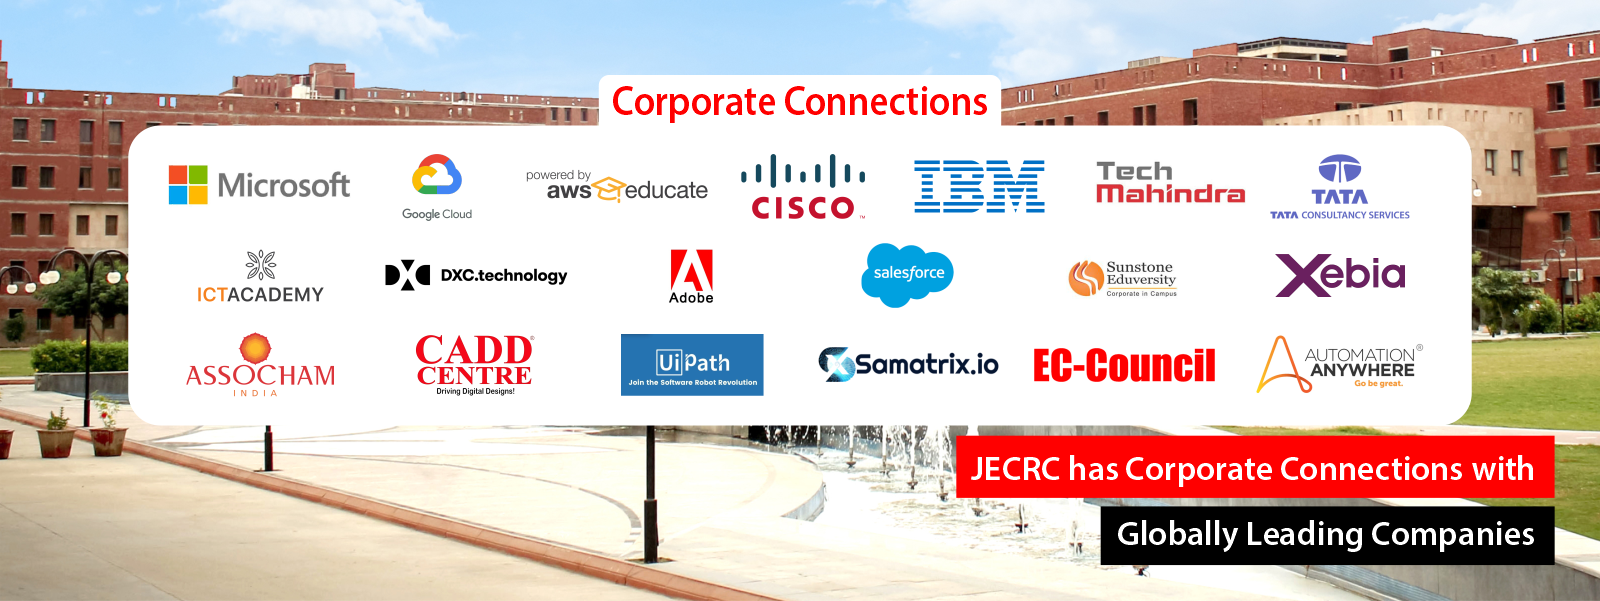 Corporate Connections
Microsoft
Google Cloud
powered by
aws educate
CISCO
TM
IBM
Tech
Mahindra
TATA
TATA CONSULTANCY SERVICES
ICTACADEMY
DXC.technology
Adobe
salesforce
Sunstone
Eduversity
Corporate in Campus
Xebia
ASSOCHAM
INDIA
CADD®
CENTRE
Driving Digital Designs!
UiPath
Join the Software Robot Revolution
Samatrix.io
EC-Council
AUTOMATION®
ANYWHERE
Go be great.
JECRC has Corporate Connections with
Globally Leading Companies